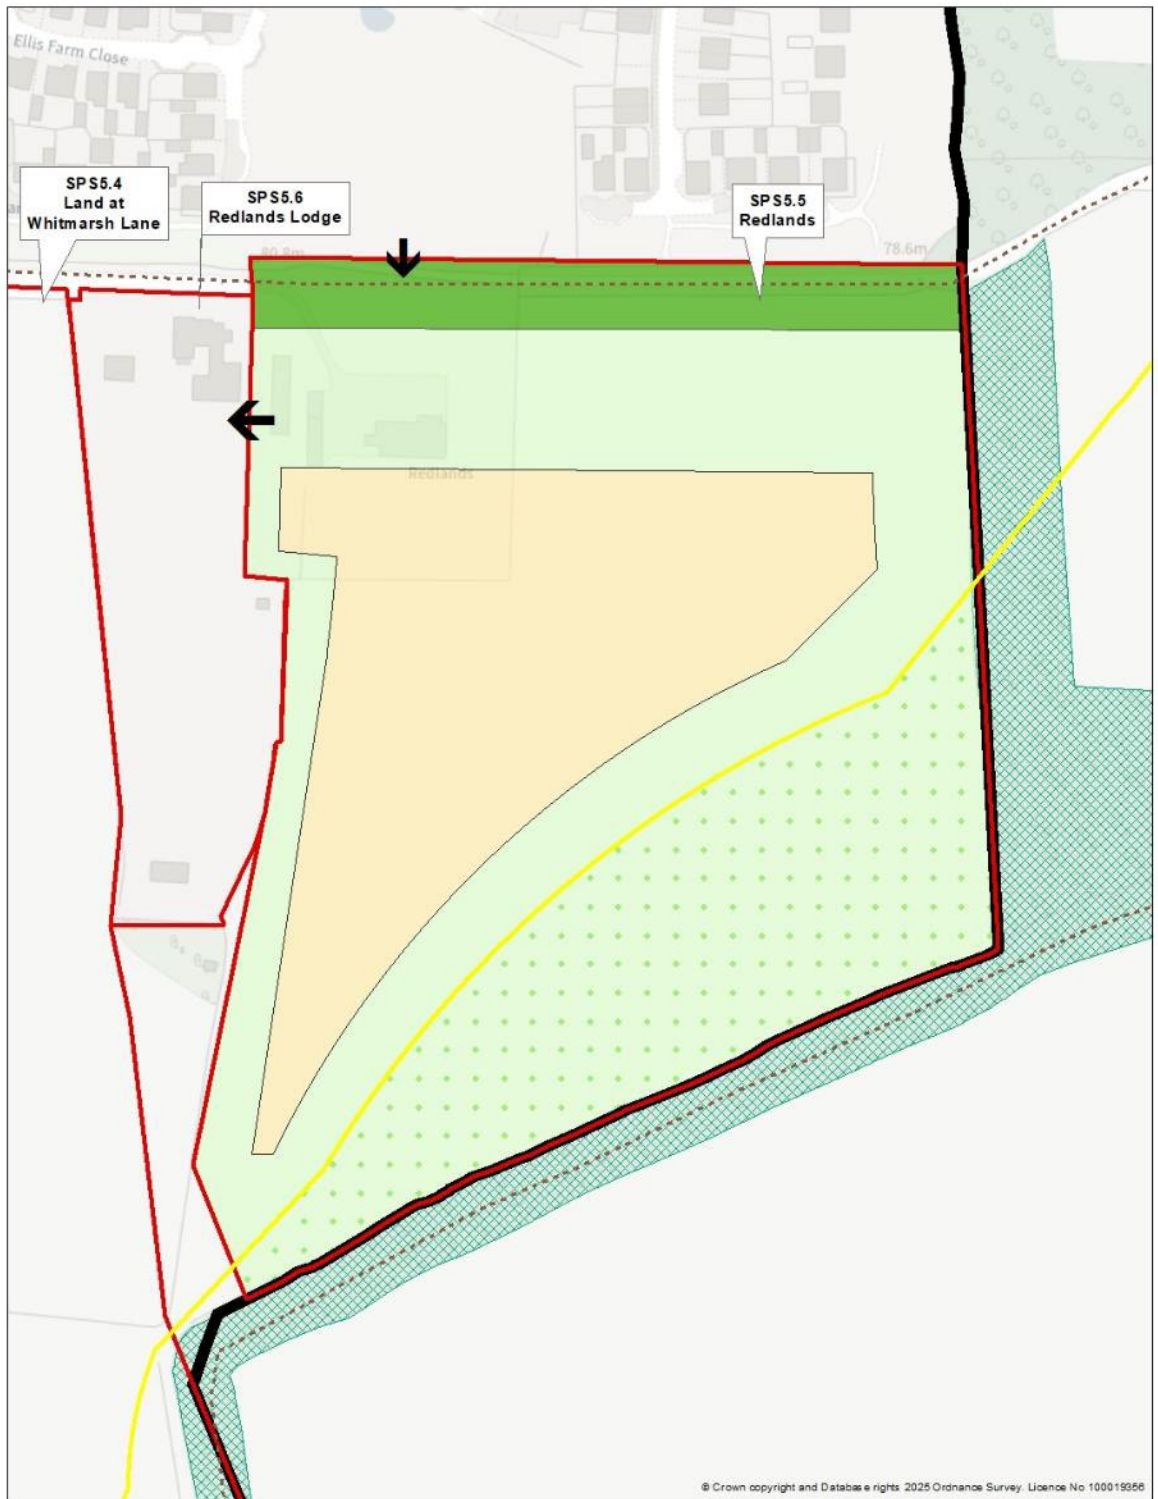 Ellis Farm Close
SPS5.4
Land at
Whitmarsh Lane
SPS5.6
Redlands Lodge
SPS5.5
Redlands
80.8m
78.6m
Redlands
© Crown copyright and Database rights 2025 Ordnance Survey. Licence No 100019356